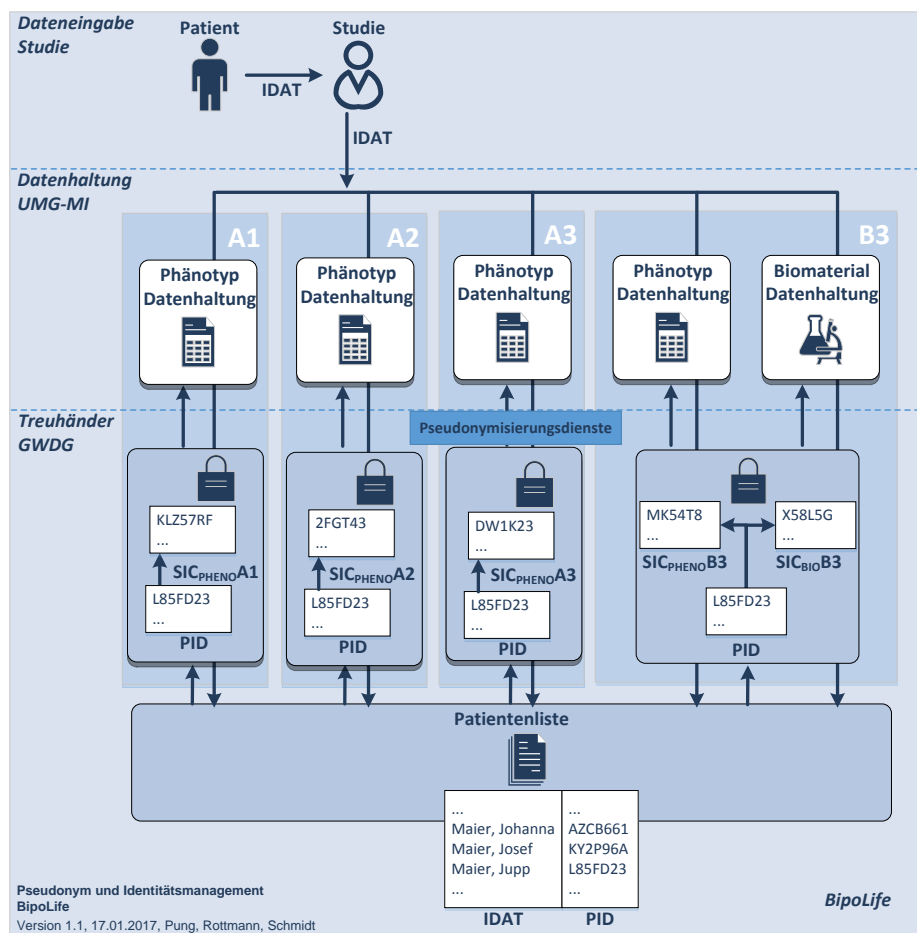 Dateneingabe
Studie
Patient
Studie
IDAT
IDAT
Datenhaltung
UMG-MI
A1
A2
A3
B3
Phänotyp
Datenhaltung
Phänotyp
Datenhaltung
Phänotyp
Datenhaltung
Phänotyp
Datenhaltung
Biomaterial
Datenhaltung
Treuhänder
GWDG
Pseudonymisierungsdienste
KLZ57RF
...
SICPHENOA1
L85FD23
...
PID
2FGT43
...
SICPHENOA2
L85FD23
...
PID
DW1K23
...
SICPHENOA3
L85FD23
...
PID
MK54T8
...
SICPHENOB3
X58L5G
...
SICBIOB3
L85FD23
...
PID
Patientenliste
... ...
Maier, Johanna AZCB661
Maier, Josef KY2P96A
Maier, Jupp L85FD23
... ...
IDAT PID
Pseudonym und Identitätsmanagement
BipoLife
Version 1.1, 17.01.2017, Pung, Rottmann, Schmidt
BipoLife